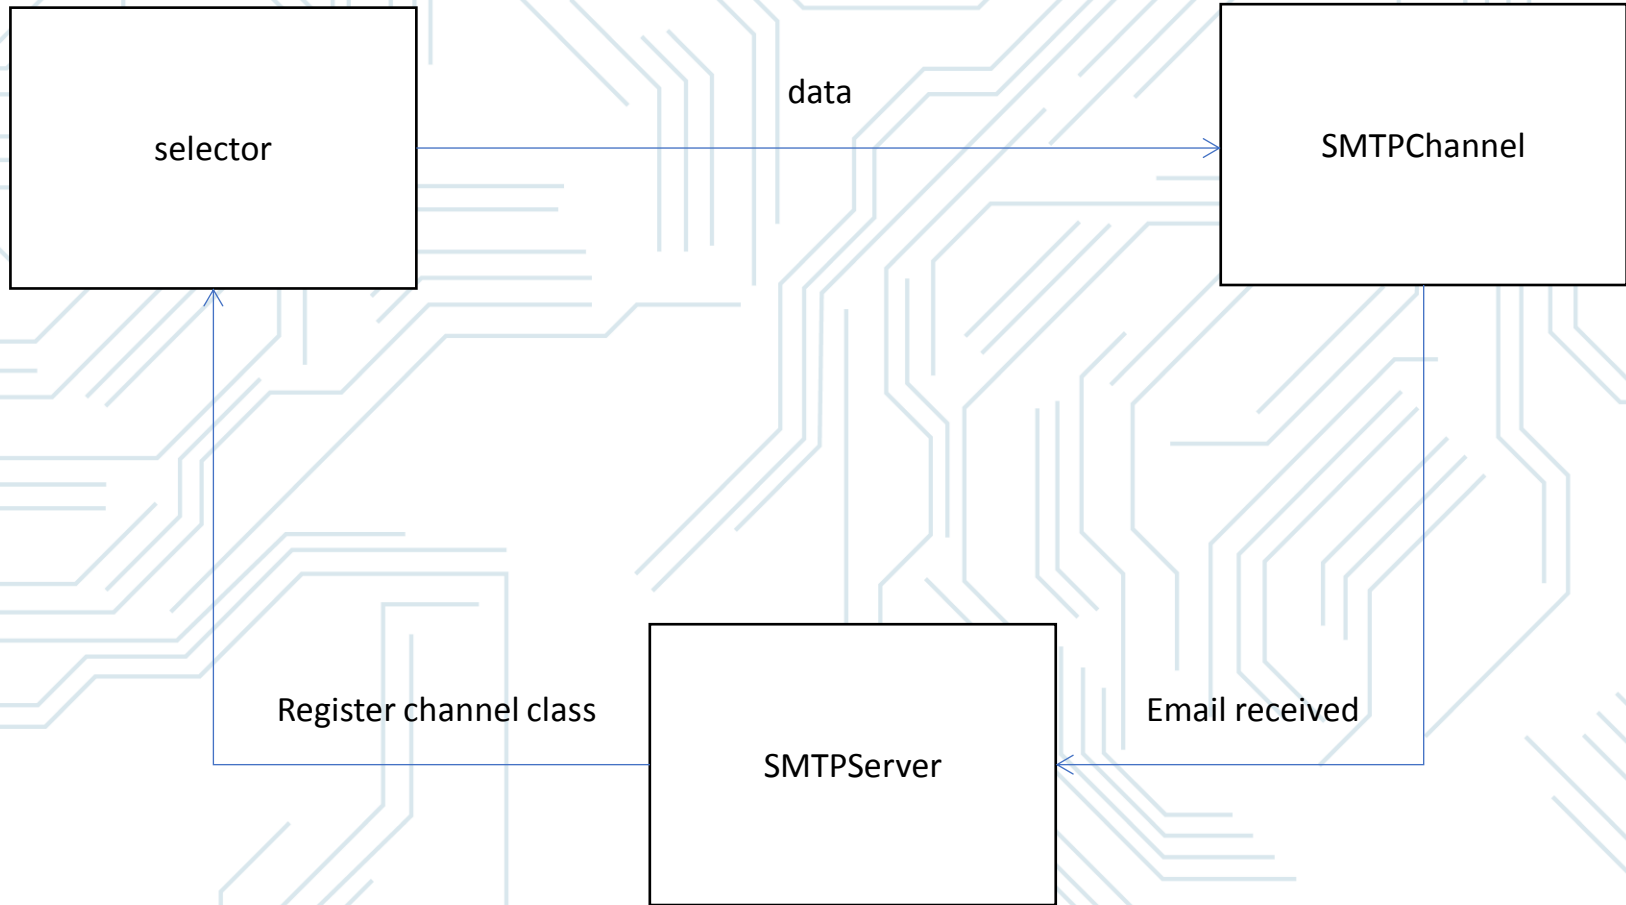 data
selector
SMTPChannel
Register channel class
Email received
SMTPServer